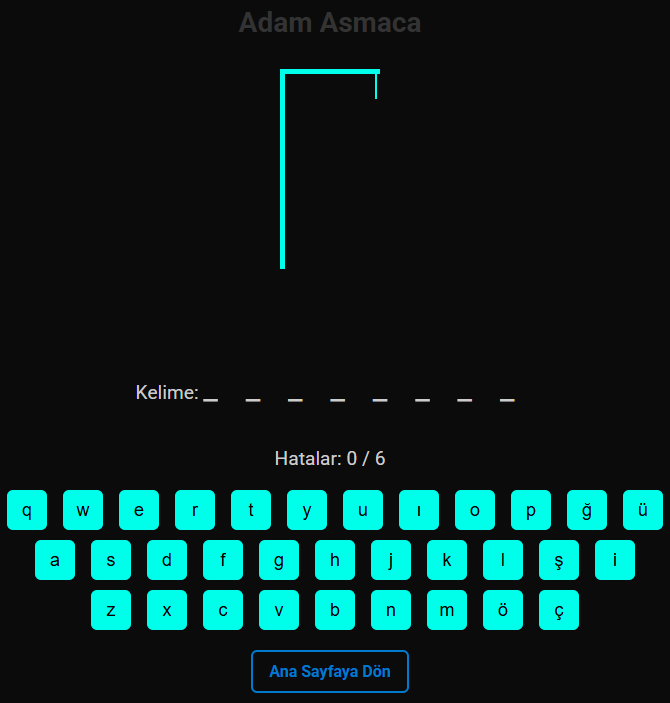 Adam Asmaca
Kelime: _ _ _ _ _ _ _ _
Hatalar: 0 / 6
q w e r t y u ı o p ğ ü
a s d f g h j k l ş i
z x c v b n m ö ç
Ana Sayfaya Dön